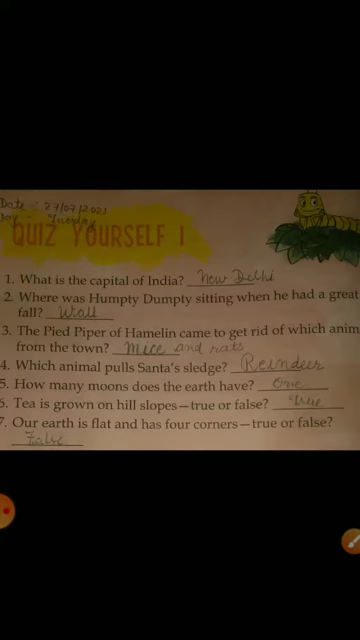 Date :- 27/07/2021
Day :- Tuesday
QUIZ YOURSELF 1
1. What is the capital of India? New Delhi
2. Where was Humpty Dumpty sitting when he had a great
fall? Wall
3. The Pied Piper of Hamelin came to get rid of which anim
from the town? Mice and rats
4. Which animal pulls Santa's sledge? Reindeer
5. How many moons does the earth have? One
6. Tea is grown on hill slopes—true or false? True
7. Our earth is flat and has four corners—true or false?
False